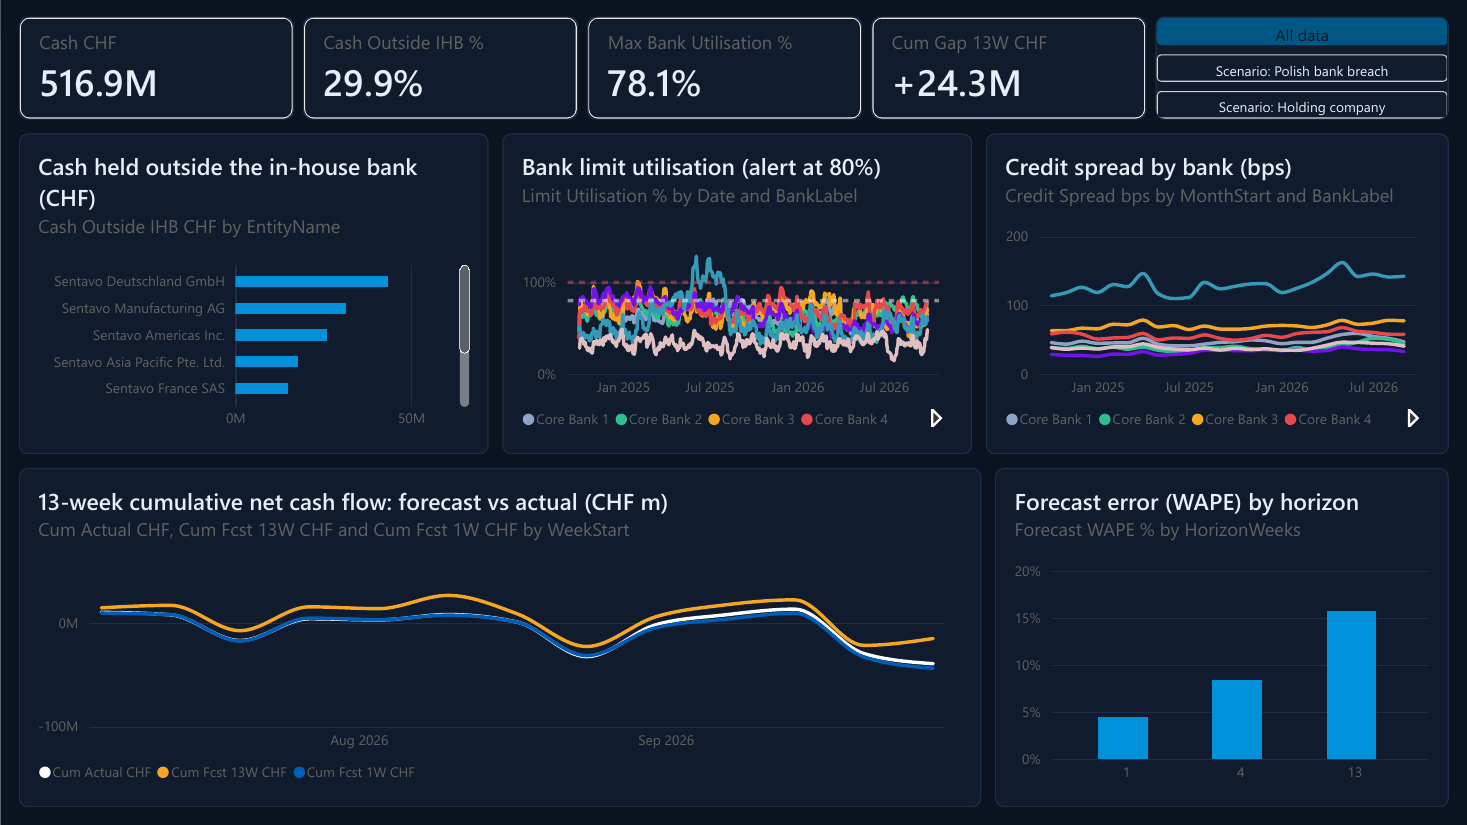 Cash CHF
516.9M
Cash Outside IHB %
29.9%
Max Bank Utilisation %
78.1%
Cum Gap 13W CHF
+24.3M
All data
Scenario: Polish bank breach
Scenario: Holding company
Cash held outside the in-house bank
(CHF)
Cash Outside IHB CHF by EntityName
Sentavo Deutschland GmbH
Sentavo Manufacturing AG
Sentavo Americas Inc.
Sentavo Asia Pacific Pte. Ltd.
Sentavo France SAS
0M 50M
Bank limit utilisation (alert at 80%)
Limit Utilisation % by Date and BankLabel
100%
0%
Jan 2025 Jul 2025 Jan 2026 Jul 2026
Core Bank 1 Core Bank 2 Core Bank 3 Core Bank 4
Credit spread by bank (bps)
Credit Spread bps by MonthStart and BankLabel
200
100
0
Jan 2025 Jul 2025 Jan 2026 Jul 2026
Core Bank 1 Core Bank 2 Core Bank 3 Core Bank 4
13-week cumulative net cash flow: forecast vs actual (CHF m)
Cum Actual CHF, Cum Fcst 13W CHF and Cum Fcst 1W CHF by WeekStart
0M
-100M
Aug 2026 Sep 2026
Cum Actual CHF Cum Fcst 13W CHF Cum Fcst 1W CHF
Forecast error (WAPE) by horizon
Forecast WAPE % by HorizonWeeks
20%
15%
10%
5%
0%
1 4 13